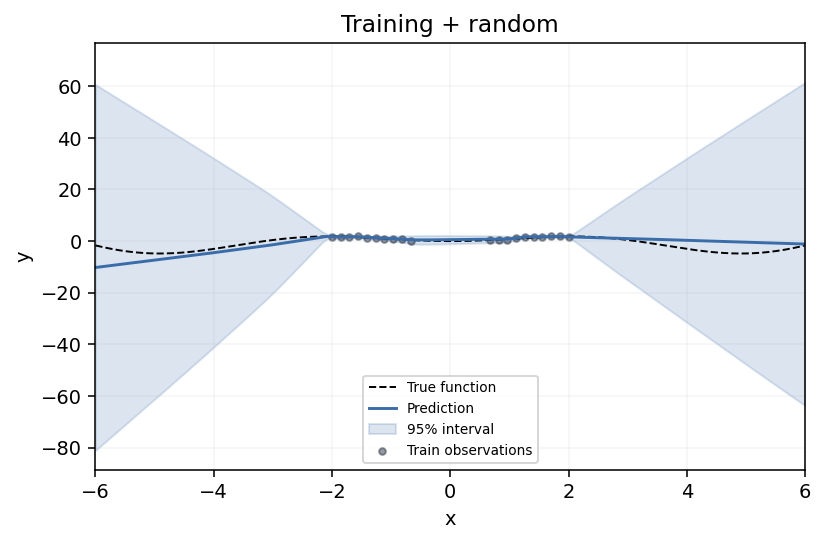 Training + random
60
40
20
0
−20
−40
−60
−80
y
True function
Prediction
95% interval
Train observations
−6 −4 −2 0 2 4 6
x